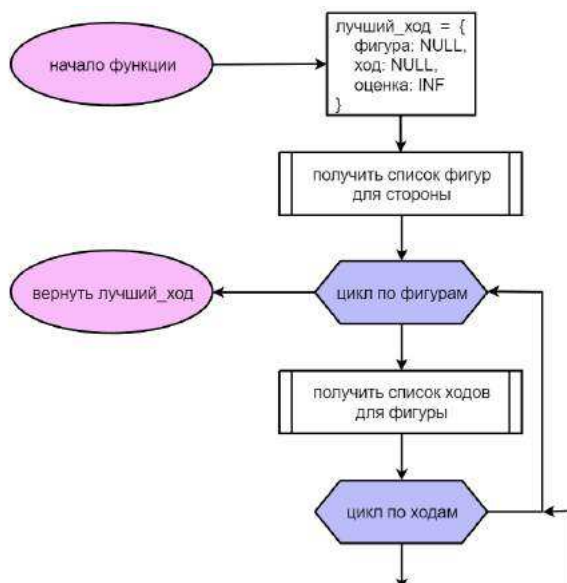 начало функции
лучший_ход = {
фигура: NULL,
ход: NULL,
оценка: INF
}
получить список фигур
для стороны
вернуть лучший_ход
цикл по фигурам
получить список ходов
для фигуры
цикл по ходам